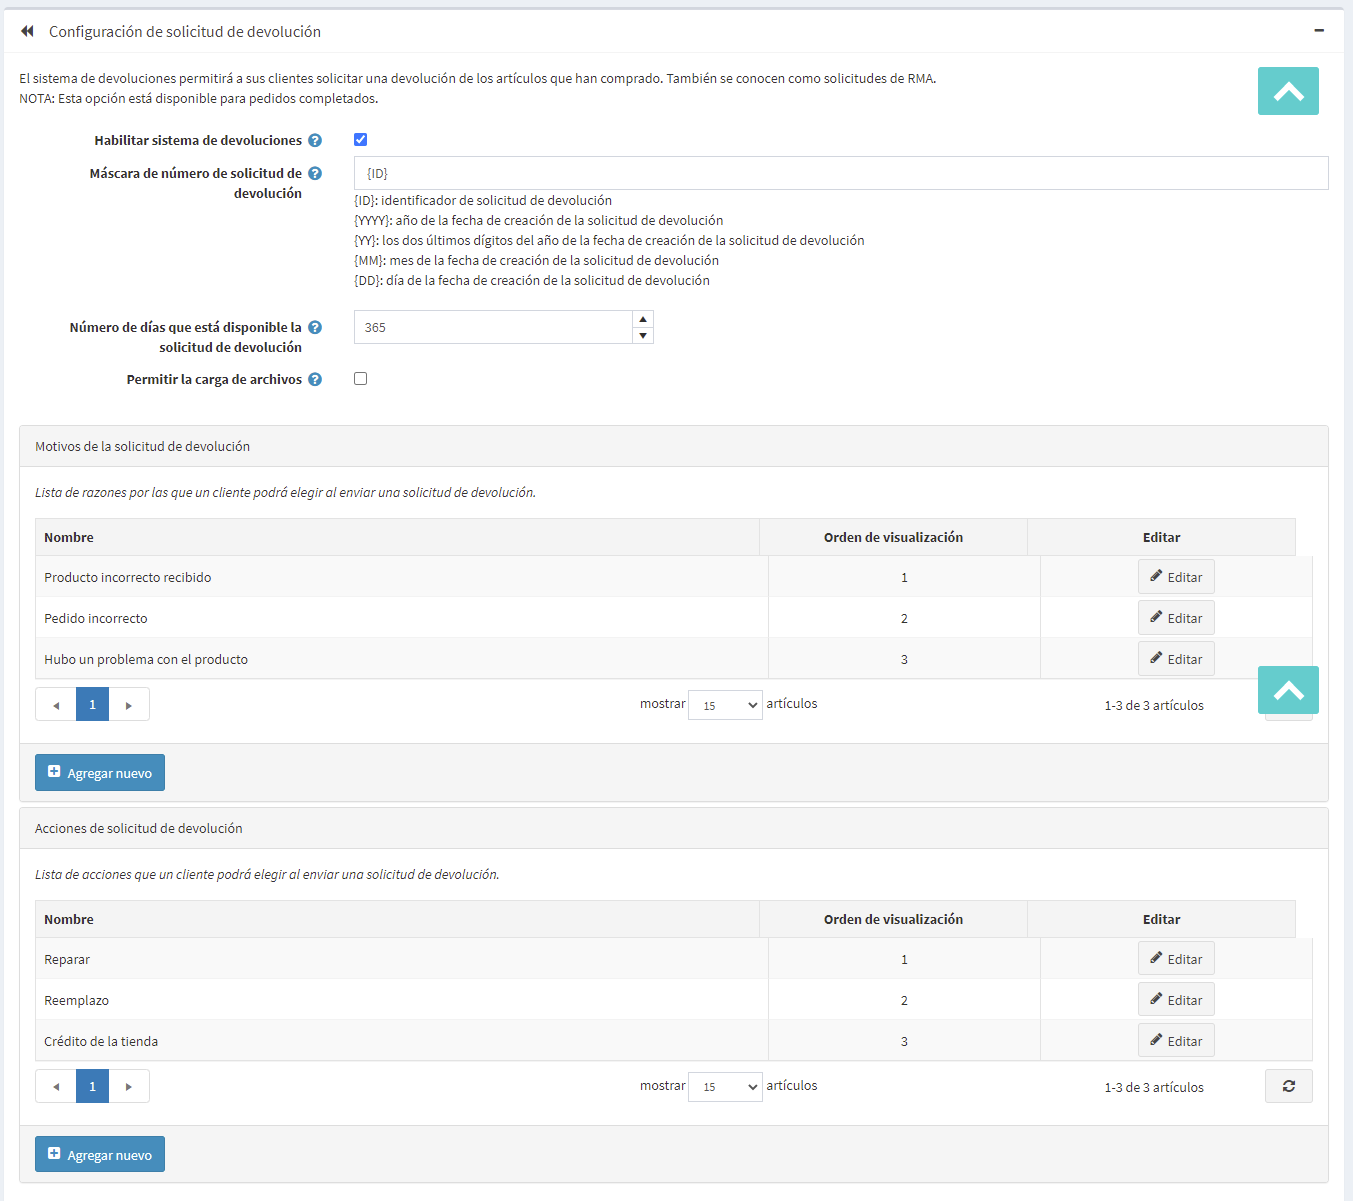 Configuración de solicitud de devolución
El sistema de devoluciones permitirá a sus clientes solicitar una devolución de los artículos que han comprado. También se conocen como solicitudes de RMA.
NOTA: Esta opción está disponible para pedidos completados.
Habilitar sistema de devoluciones
Máscara de número de solicitud de
devolución
{ID}
{ID}: identificador de solicitud de devolución
{YYYY}: año de la fecha de creación de la solicitud de devolución
{YY}: los dos últimos dígitos del año de la fecha de creación de la solicitud de devolución
{MM}: mes de la fecha de creación de la solicitud de devolución
{DD}: día de la fecha de creación de la solicitud de devolución
Número de días que está disponible la
solicitud de devolución
365
Permitir la carga de archivos
Motivos de la solicitud de devolución
Lista de razones por las que un cliente podrá elegir al enviar una solicitud de devolución.
Nombre Orden de visualización Editar
Producto incorrecto recibido 1 Editar
Pedido incorrecto 2 Editar
Hubo un problema con el producto 3 Editar
1 mostrar 15 artículos 1-3 de 3 artículos
Agregar nuevo
Acciones de solicitud de devolución
Lista de acciones que un cliente podrá elegir al enviar una solicitud de devolución.
Nombre Orden de visualización Editar
Reparar 1 Editar
Reemplazo 2 Editar
Crédito de la tienda 3 Editar
1 mostrar 15 artículos 1-3 de 3 artículos
Agregar nuevo